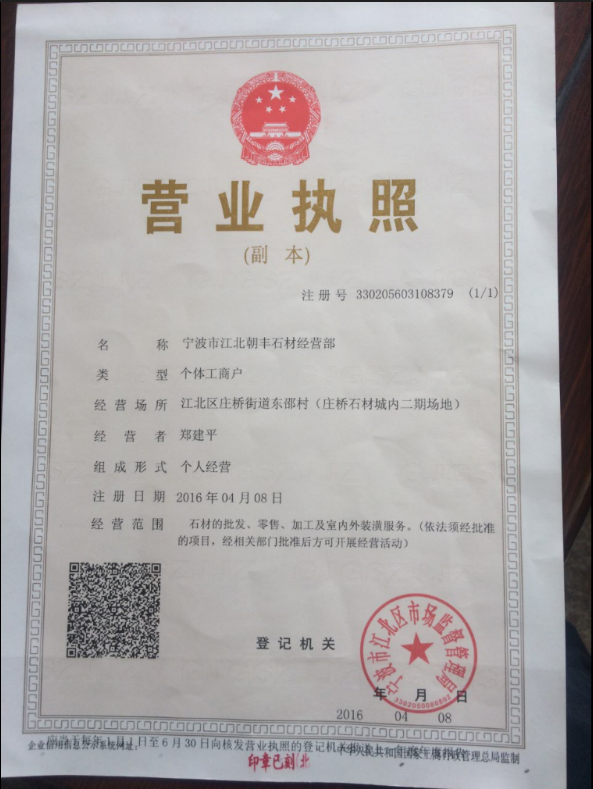 营业执照
(副 本)
注册号 330205603108379 (1/1)
名 称 宁波市江北朝丰石材经营部
类 型 个体工商户
经营场所 江北区庄桥街道东邵村（庄桥石材城内二期场地）
经 营 者 郑建平
组成形式 个人经营
注册日期 2016年04月08日
经营范围 石材的批发、零售、加工及室内外装潢服务。（依法须经批准
的项目，经相关部门批准后方可开展经营活动）
宁波市江北区市场监督管理局
登记机关
年 月 日
2016 04 08
应当于每年1月1日至6月30日向核发营业执照的登记机关
企业信用信息公示系统网址：
中华人民共和国国家工商行政管理总局监制
印章已刻